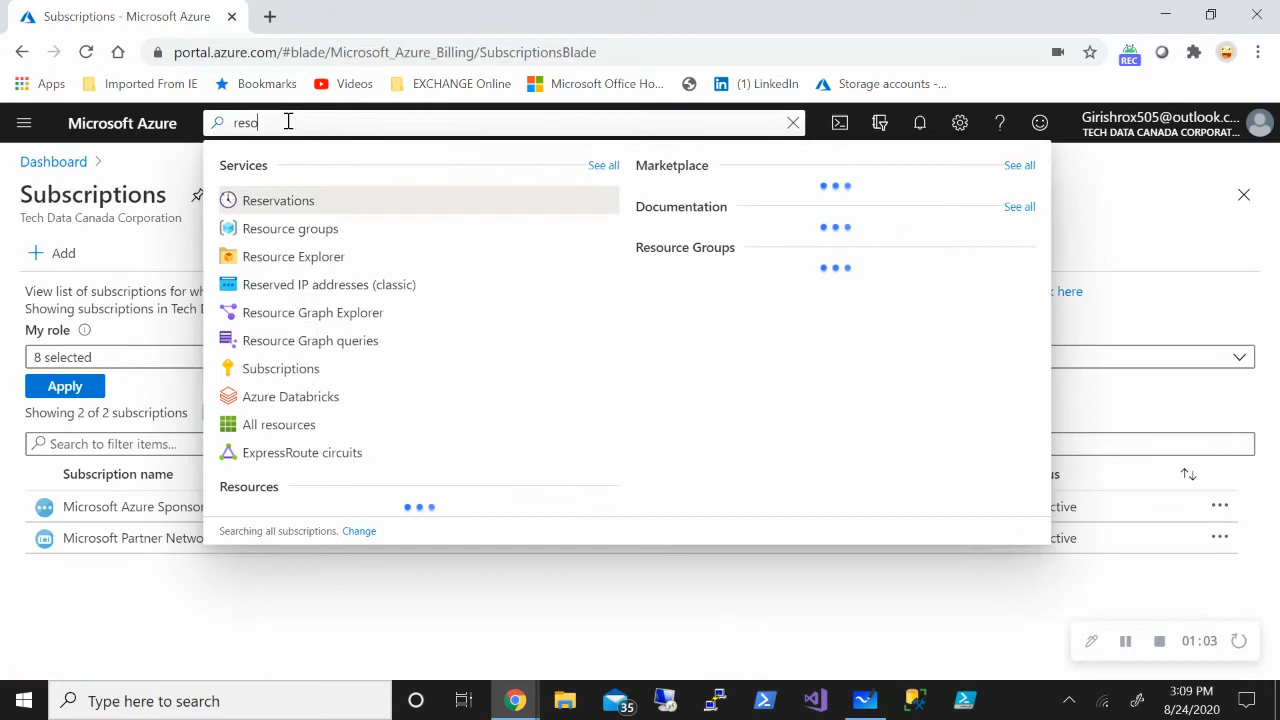 Subscriptions - Microsoft Azure
portal.azure.com/#blade/Microsoft_Azure_Billing/SubscriptionsBlade
REC
Apps
Imported From IE
Bookmarks
Videos
EXCHANGE Online
Microsoft Office Ho...
(1) LinkedIn
Storage accounts -...
Microsoft Azure
reso
Girishrox505@outlook.c...
TECH DATA CANADA CORPORAT...
Dashboard
Subscriptions
Tech Data Canada Corporation
Add
View list of subscriptions for wh
k here
Showing subscriptions in Tech D
My role
8 selected
Apply
Showing 2 of 2 subscriptions
Search to filter items...
Subscription name
us
Microsoft Azure Sponsor
ctive
Microsoft Partner Netwo
ctive
Services
See all
Reservations
Resource groups
Resource Explorer
Reserved IP addresses (classic)
Resource Graph Explorer
Resource Graph queries
Subscriptions
Azure Databricks
All resources
ExpressRoute circuits
Resources
Searching all subscriptions. Change
Marketplace
See all
Documentation
See all
Resource Groups
01:03
Type here to search
35
3:09 PM
8/24/2020